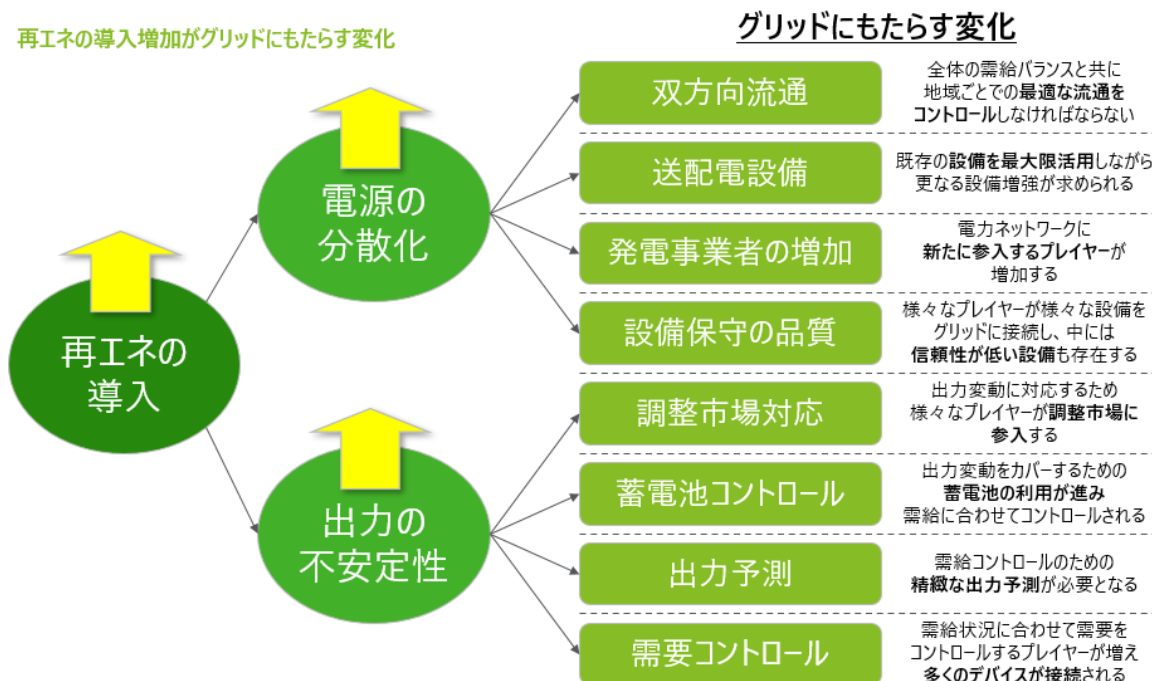 再エネの導入増加がグリッドにもたらす変化
グリッドにもたらす変化
再エネの
導入
電源の
分散化
出力の
不安定性
双方向流通
全体の需給バランスと共に
地域ごとでの最適な流通を
コントロールしなければならない
送配電設備
既存の設備を最大限活用しながら
更なる設備増強が求められる
発電事業者の増加
電力ネットワークに
新たに参入するプレイヤーが
増加する
設備保守の品質
様々なプレイヤーが様々な設備を
グリッドに接続し、中には
信頼性が低い設備も存在する
調整市場対応
出力変動に対応するため
様々なプレイヤーが調整市場に
参入する
蓄電池コントロール
出力変動をカバーするための
蓄電池の利用が進み
需給に合わせてコントロールされる
出力予測
需給コントロールのための
精緻な出力予測が必要となる
需要コントロール
需給状況に合わせて需要を
コントロールするプレイヤーが増え
多くのデバイスが接続される